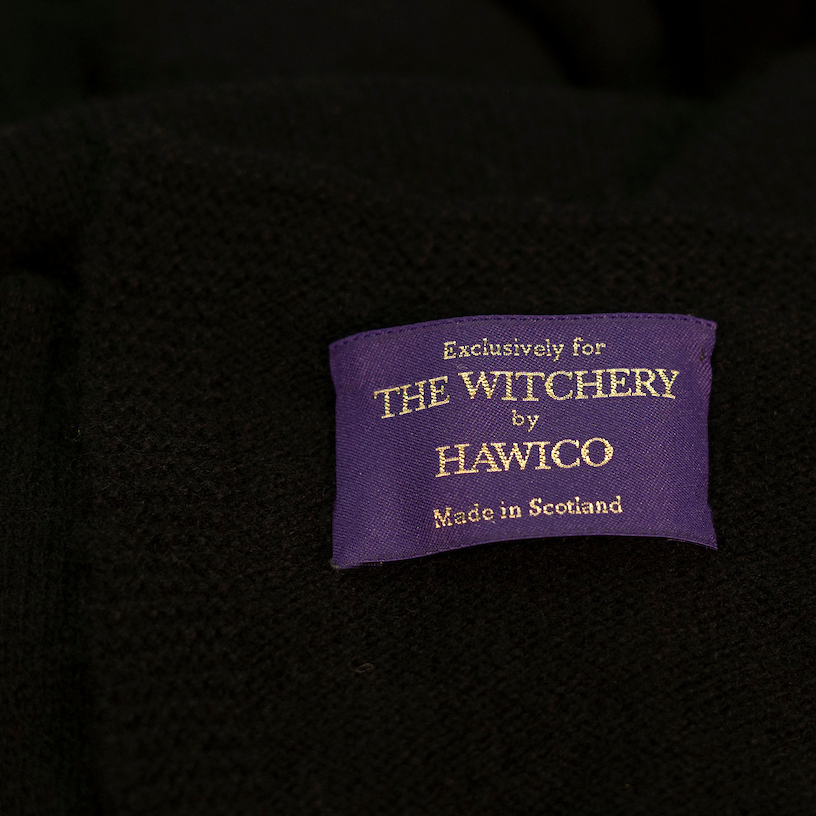 Exclusively for
THE WITCHERY
by
HAWICO
Made in Scotland